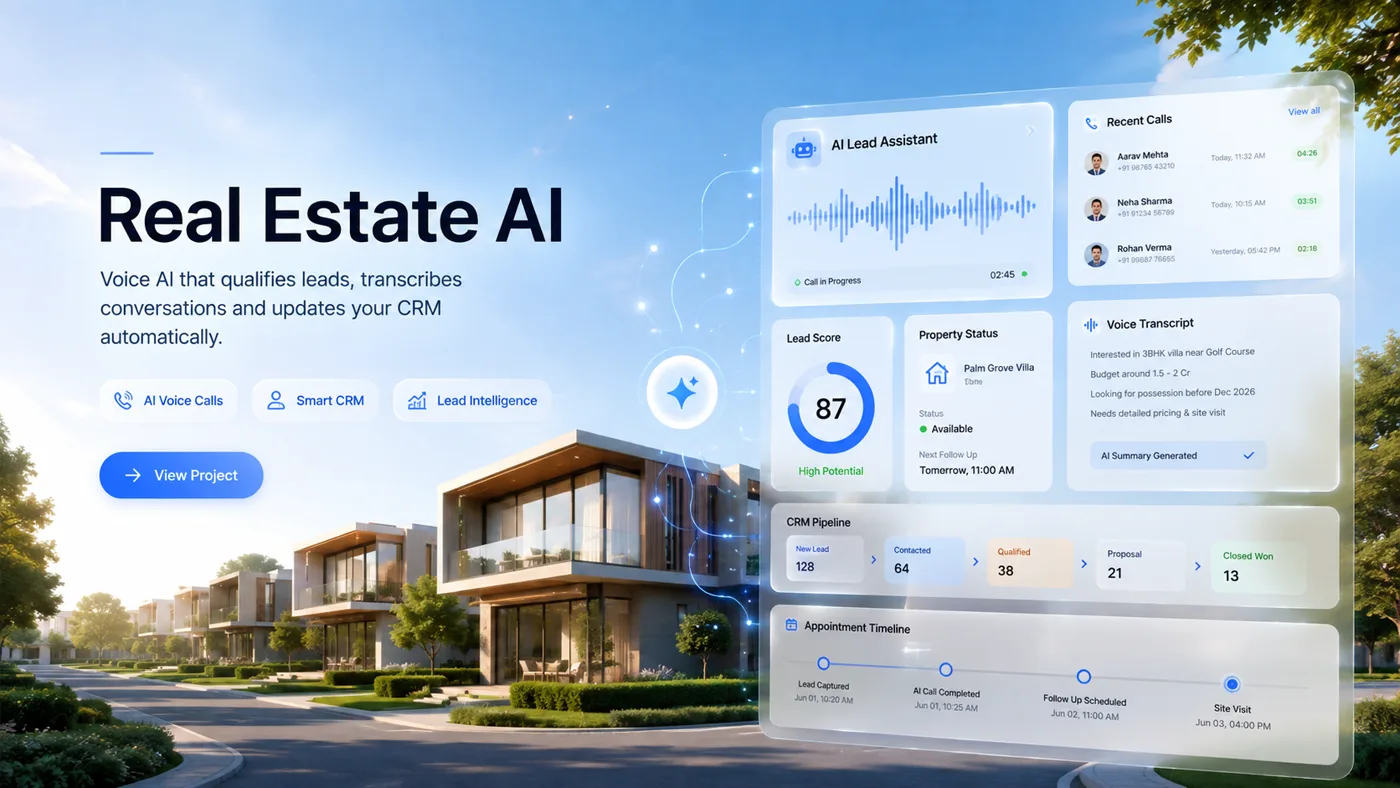 Real Estate AI
Voice AI that qualifies leads, transcribes
conversations and updates your CRM
automatically.
AI Voice Calls
Smart CRM
Lead Intelligence
View Project
AI Lead Assistant
Call in Progress
02:45
Recent Calls
View all
Aarav Mehta
+91 98765 43210
Today, 11:32 AM
04:26
Neha Sharma
+91 91234 56789
Today, 10:15 AM
03:51
Rohan Verma
+91 99887 76655
Yesterday, 05:42 PM
02:18
Lead Score
87
High Potential
Property Status
Palm Grove Villa
Status
Available
Next Follow Up
Tomorrow, 11:00 AM
Voice Transcript
Interested in 3BHK villa near Golf Course
Budget around 1.5 - 2 Cr
Looking for possession before Dec 2026
Needs detailed pricing & site visit
AI Summary Generated
CRM Pipeline
New Lead
128
Contacted
64
Qualified
38
Proposal
21
Closed Won
13
Appointment Timeline
Lead Captured
Jun 01, 10:20 AM
AI Call Completed
Jun 01, 10:25 AM
Follow Up Scheduled
Jun 02, 11:00 AM
Site Visit
Jun 03, 04:00 PM